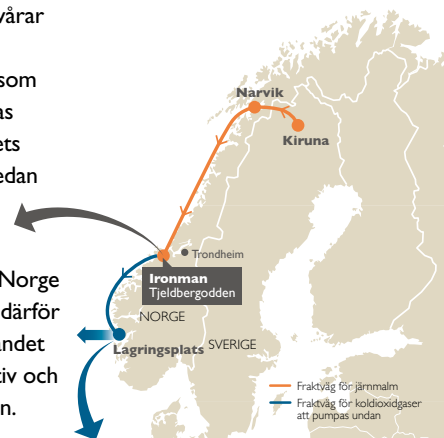 vårar
som
as
ets
edan
Norge
därför
andet
tiv och
n.
Narvik
Kiruna
Trondheim
Ironman
Tjeldbergodden
NORGE
SVERIGE
Lagringsplats
Fraktväg för järnmalm
Fraktväg för koldioxidgaser
att pumpas undan